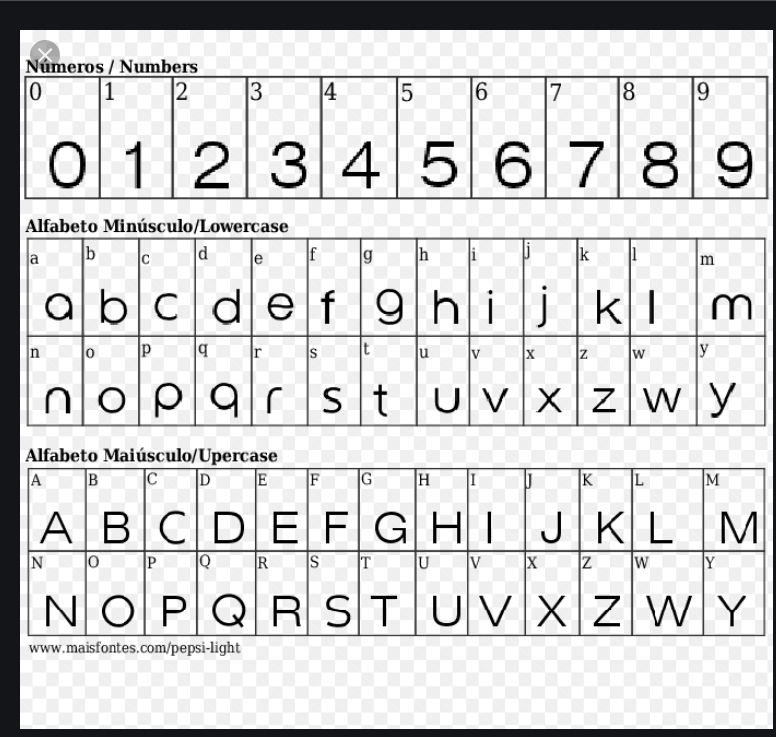 Números / Numbers
0 1 2 3 4 5 6 7 8 9
0 1 2 3 4 5 6 7 8 9
Alfabeto Minúsculo/Lowercase
a b c d e f g h i j k l m
a b c d e f g h i j k l m
n o p q r s t u v x z w y
n o p q r s t u v x z w y
Alfabeto Maiúsculo/Upercase
A B C D E F G H I J K L M
A B C D E F G H I J K L M
N O P Q R S T U V X Z W Y
N O P Q R S T U V X Z W Y
www.maisfontes.com/pepsi-light